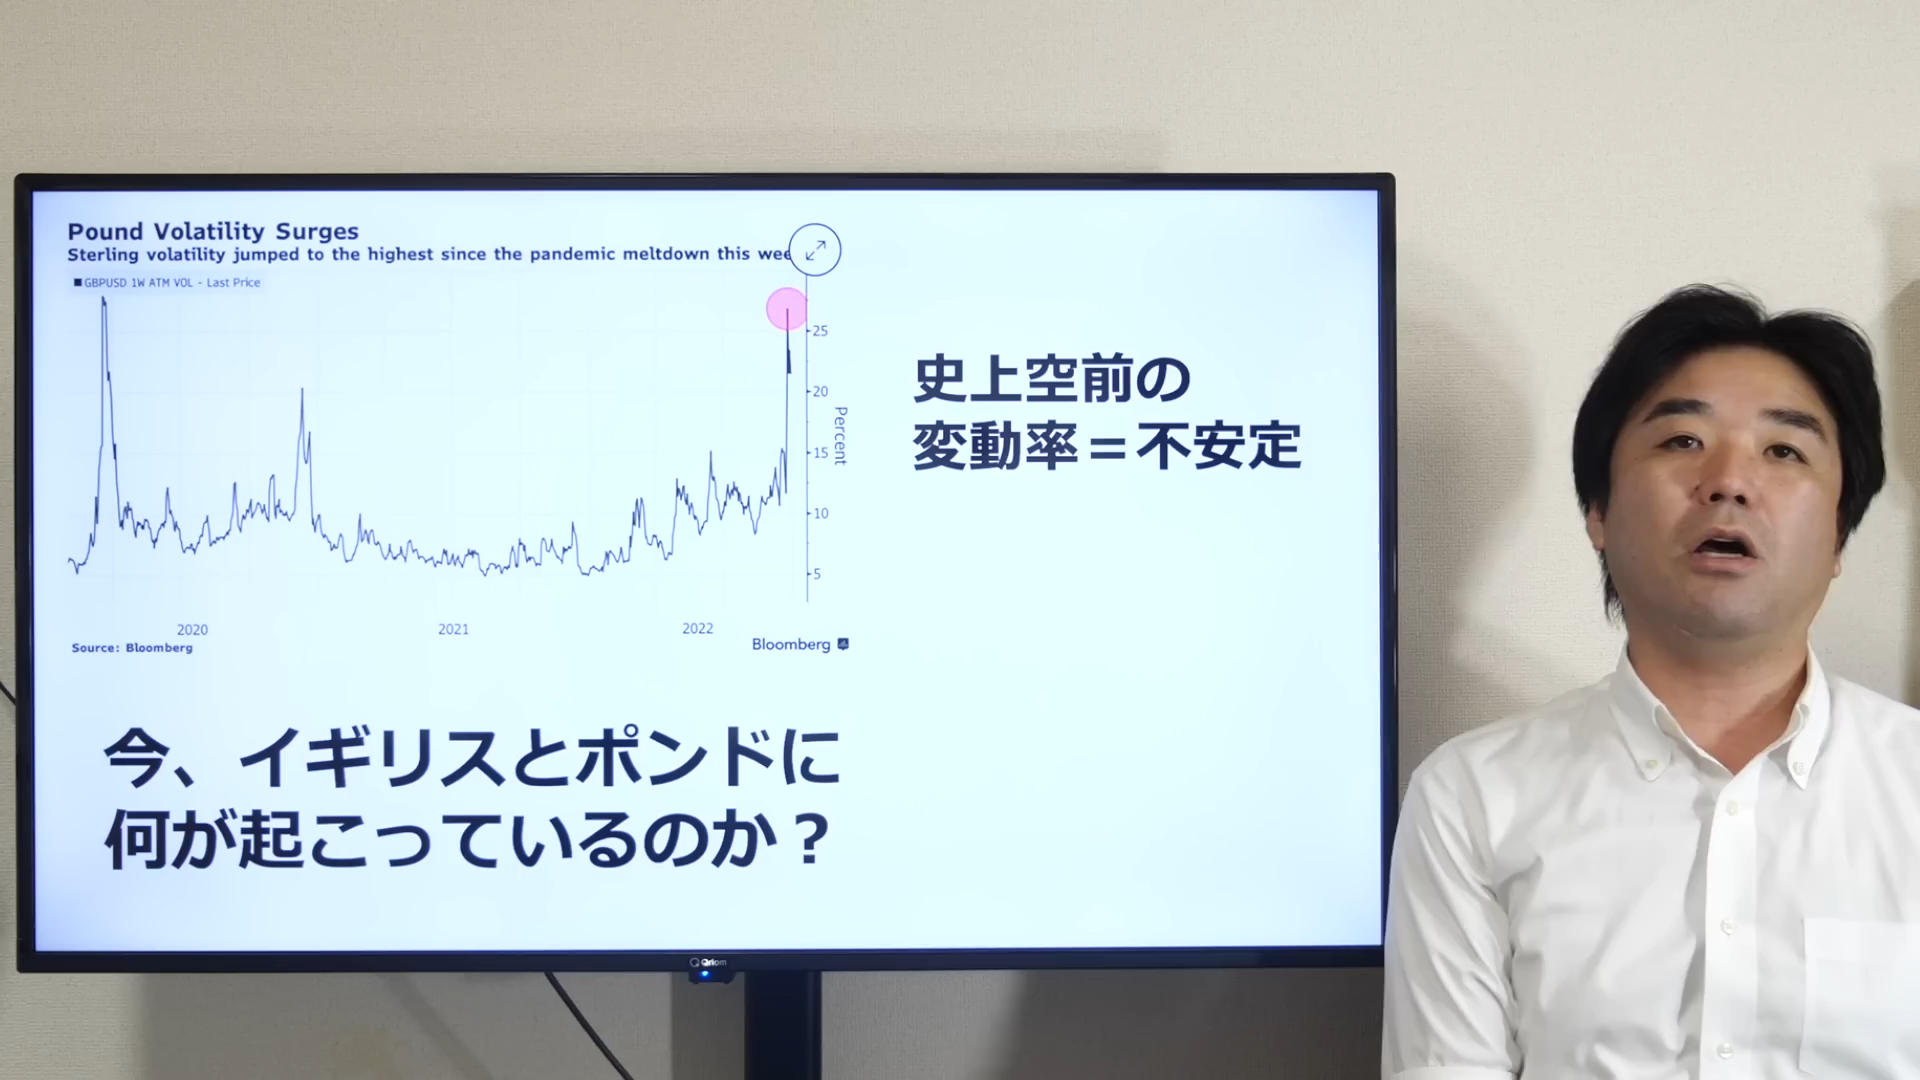 Pound Volatility Surges
Sterling volatility jumped to the highest since the pandemic meltdown this wee
GBPUSD 1W ATM VOL - Last Price
25
20
15
10
5
Percent
2020
2021
2022
Source: Bloomberg
Bloomberg
史上空前の
変動率=不安定
今、イギリスとポンドに
何が起こっているのか？
Qriom